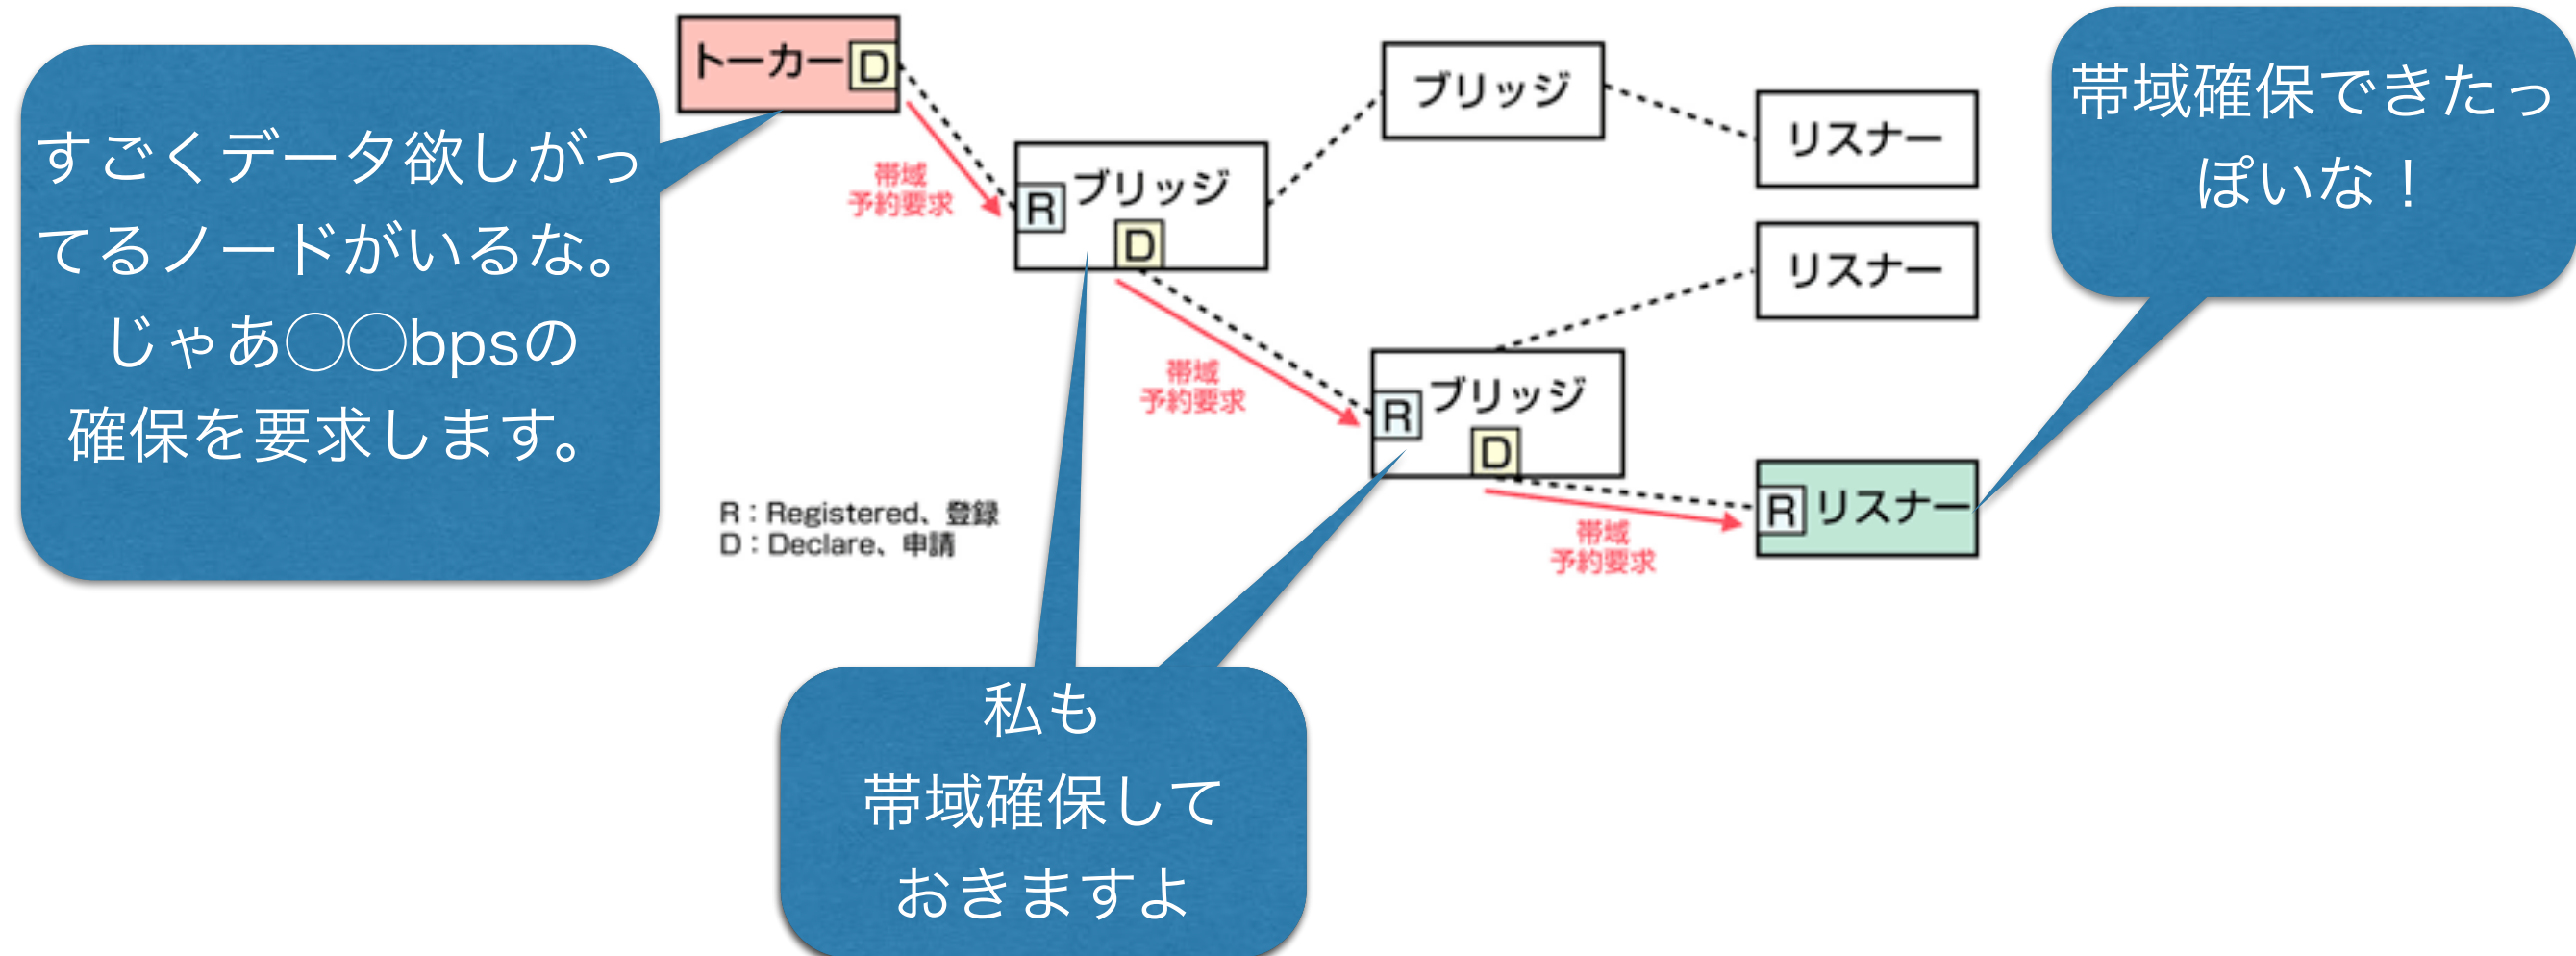 すごくデータ欲しがっ
てるノードがいるな。
じゃあ◯◯bpsの
確保を要求します。
トーカー D
帯域
予約要求
R ブリッジ
D
ブリッジ
リスナー
リスナー
帯域
予約要求
R ブリッジ
D
帯域
予約要求
R リスナー
R：Registered、登録
D：Declare、申請
帯域確保できたっ
ぽいな！
私も
帯域確保して
おきますよ